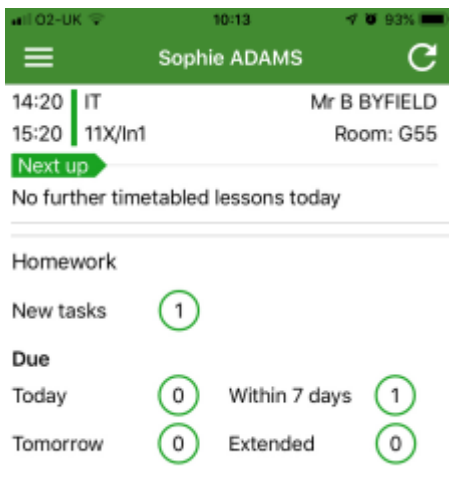 O2-UK 10:13 93%
Sophie ADAMS
14:20 IT Mr B BYFIELD
15:20 11X/In1 Room: G55
Next up
No further timetabled lessons today
Homework
New tasks 1
Due
Today 0 Within 7 days 1
Tomorrow 0 Extended 0